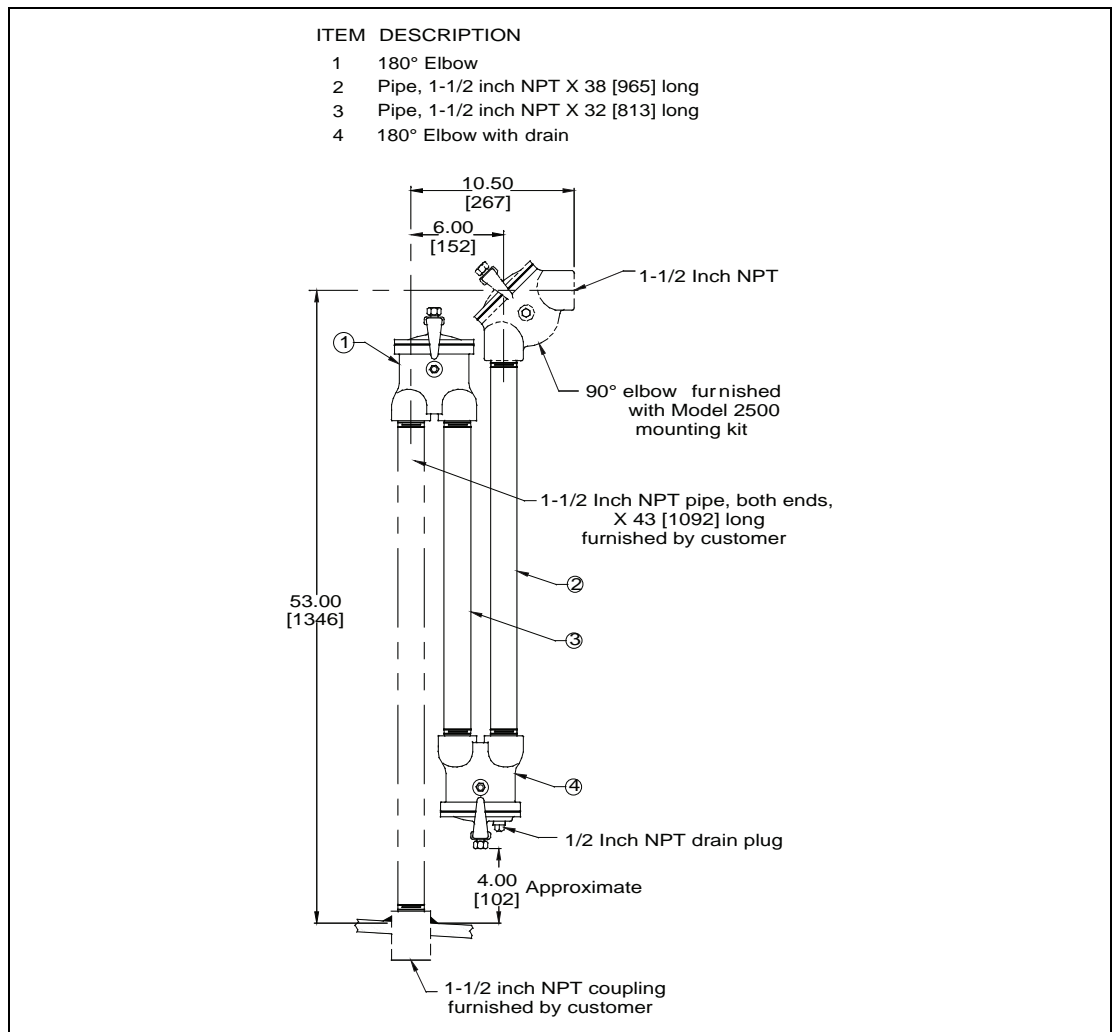 ITEM DESCRIPTION
1 180° Elbow
2 Pipe, 1-1/2 inch NPT X 38 [965] long
3 Pipe, 1-1/2 inch NPT X 32 [813] long
4 180° Elbow with drain
10.50
[267]
6.00
[152]
1-1/2 Inch NPT
1
90° elbow furnished
with Model 2500
mounting kit
1-1/2 Inch NPT pipe, both ends,
X 43 [1092] long
furnished by customer
2
53.00
[1346]
3
4
1/2 Inch NPT drain plug
4.00
[102]
Approximate
1-1/2 inch NPT coupling
furnished by customer